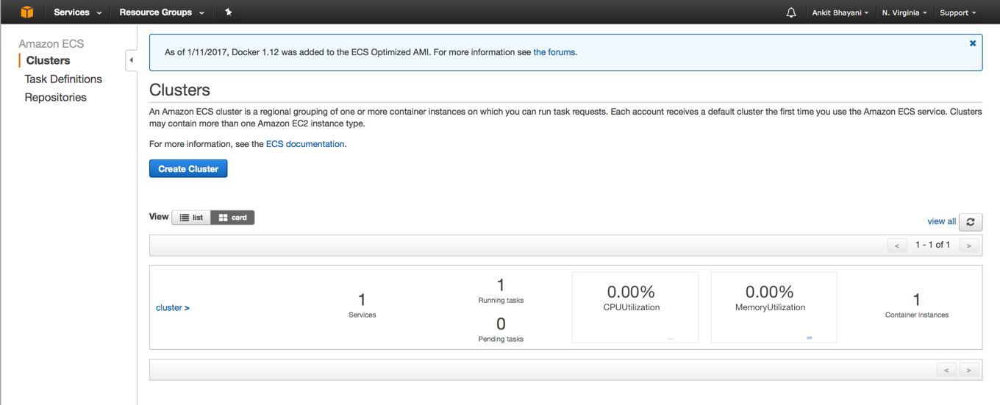 Services Resource Groups Ankit Bhayani N. Virginia Support
Amazon ECS
Clusters
Task Definitions
Repositories
As of 1/11/2017, Docker 1.12 was added to the ECS Optimized AMI. For more information see the forums.
Clusters
An Amazon ECS cluster is a regional grouping of one or more container instances on which you can run task requests. Each account receives a default cluster the first time you use the Amazon ECS service. Clusters
may contain more than one Amazon EC2 instance type.
For more information, see the ECS documentation.
Create Cluster
View list card
view all
< 1 - 1 of 1 >
cluster >
1
Services
1
Running tasks
0
Pending tasks
0.00%
CPUUtilization
0.00%
MemoryUtilization
1
Container instances
< >